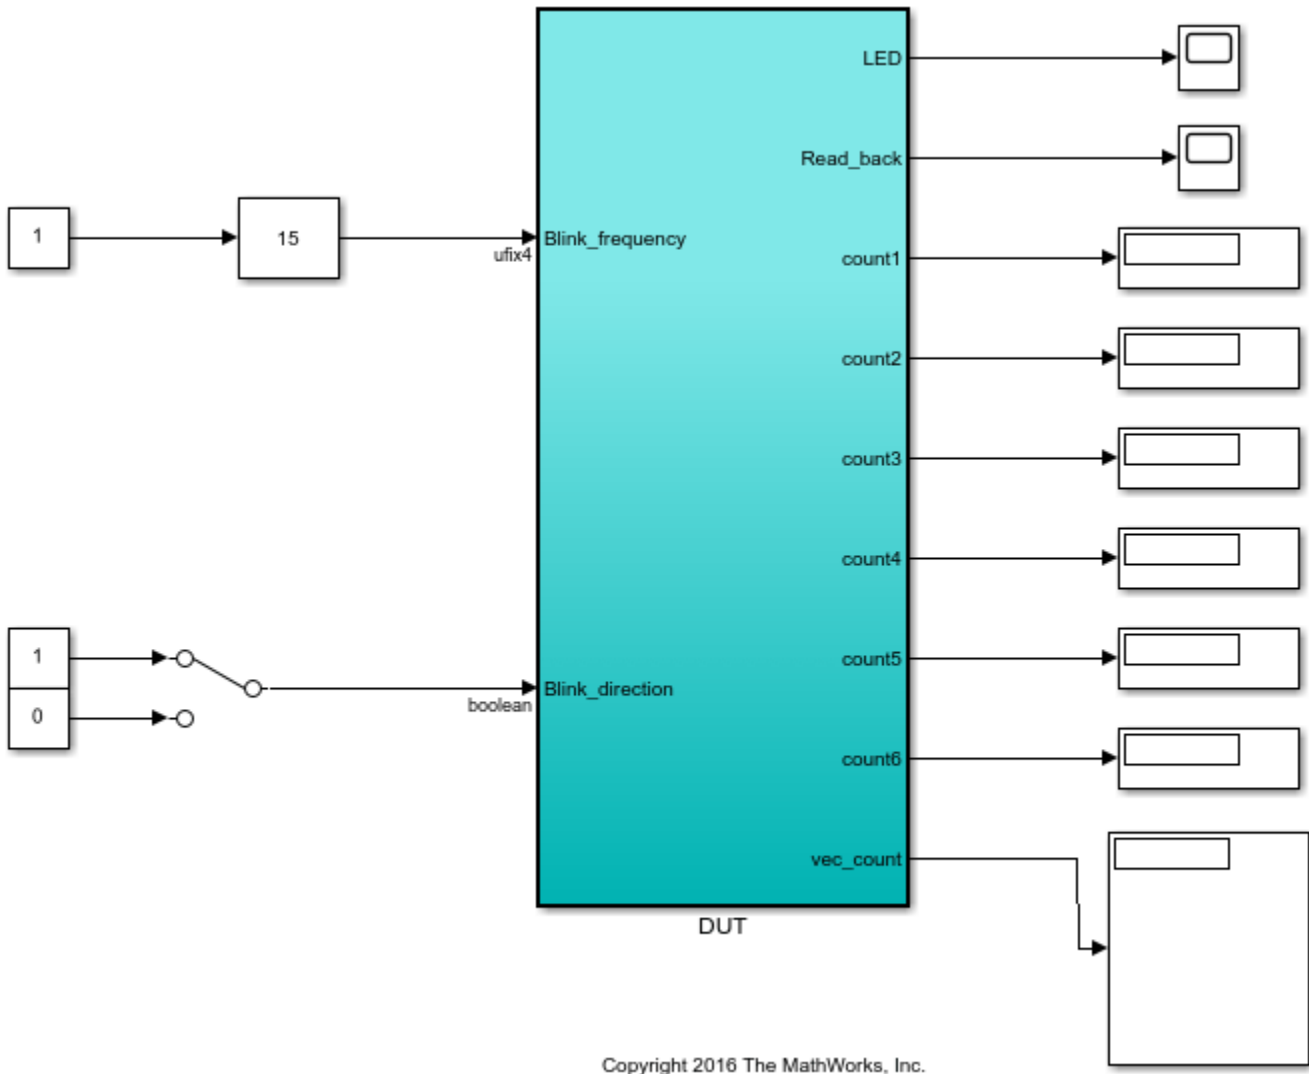 LED
Read_back
1
15
Blink_frequency
ufix4
count1
count2
count3
count4
1
count5
Blink_direction
boolean
0
count6
vec_count
DUT
Copyright 2016 The MathWorks, Inc.